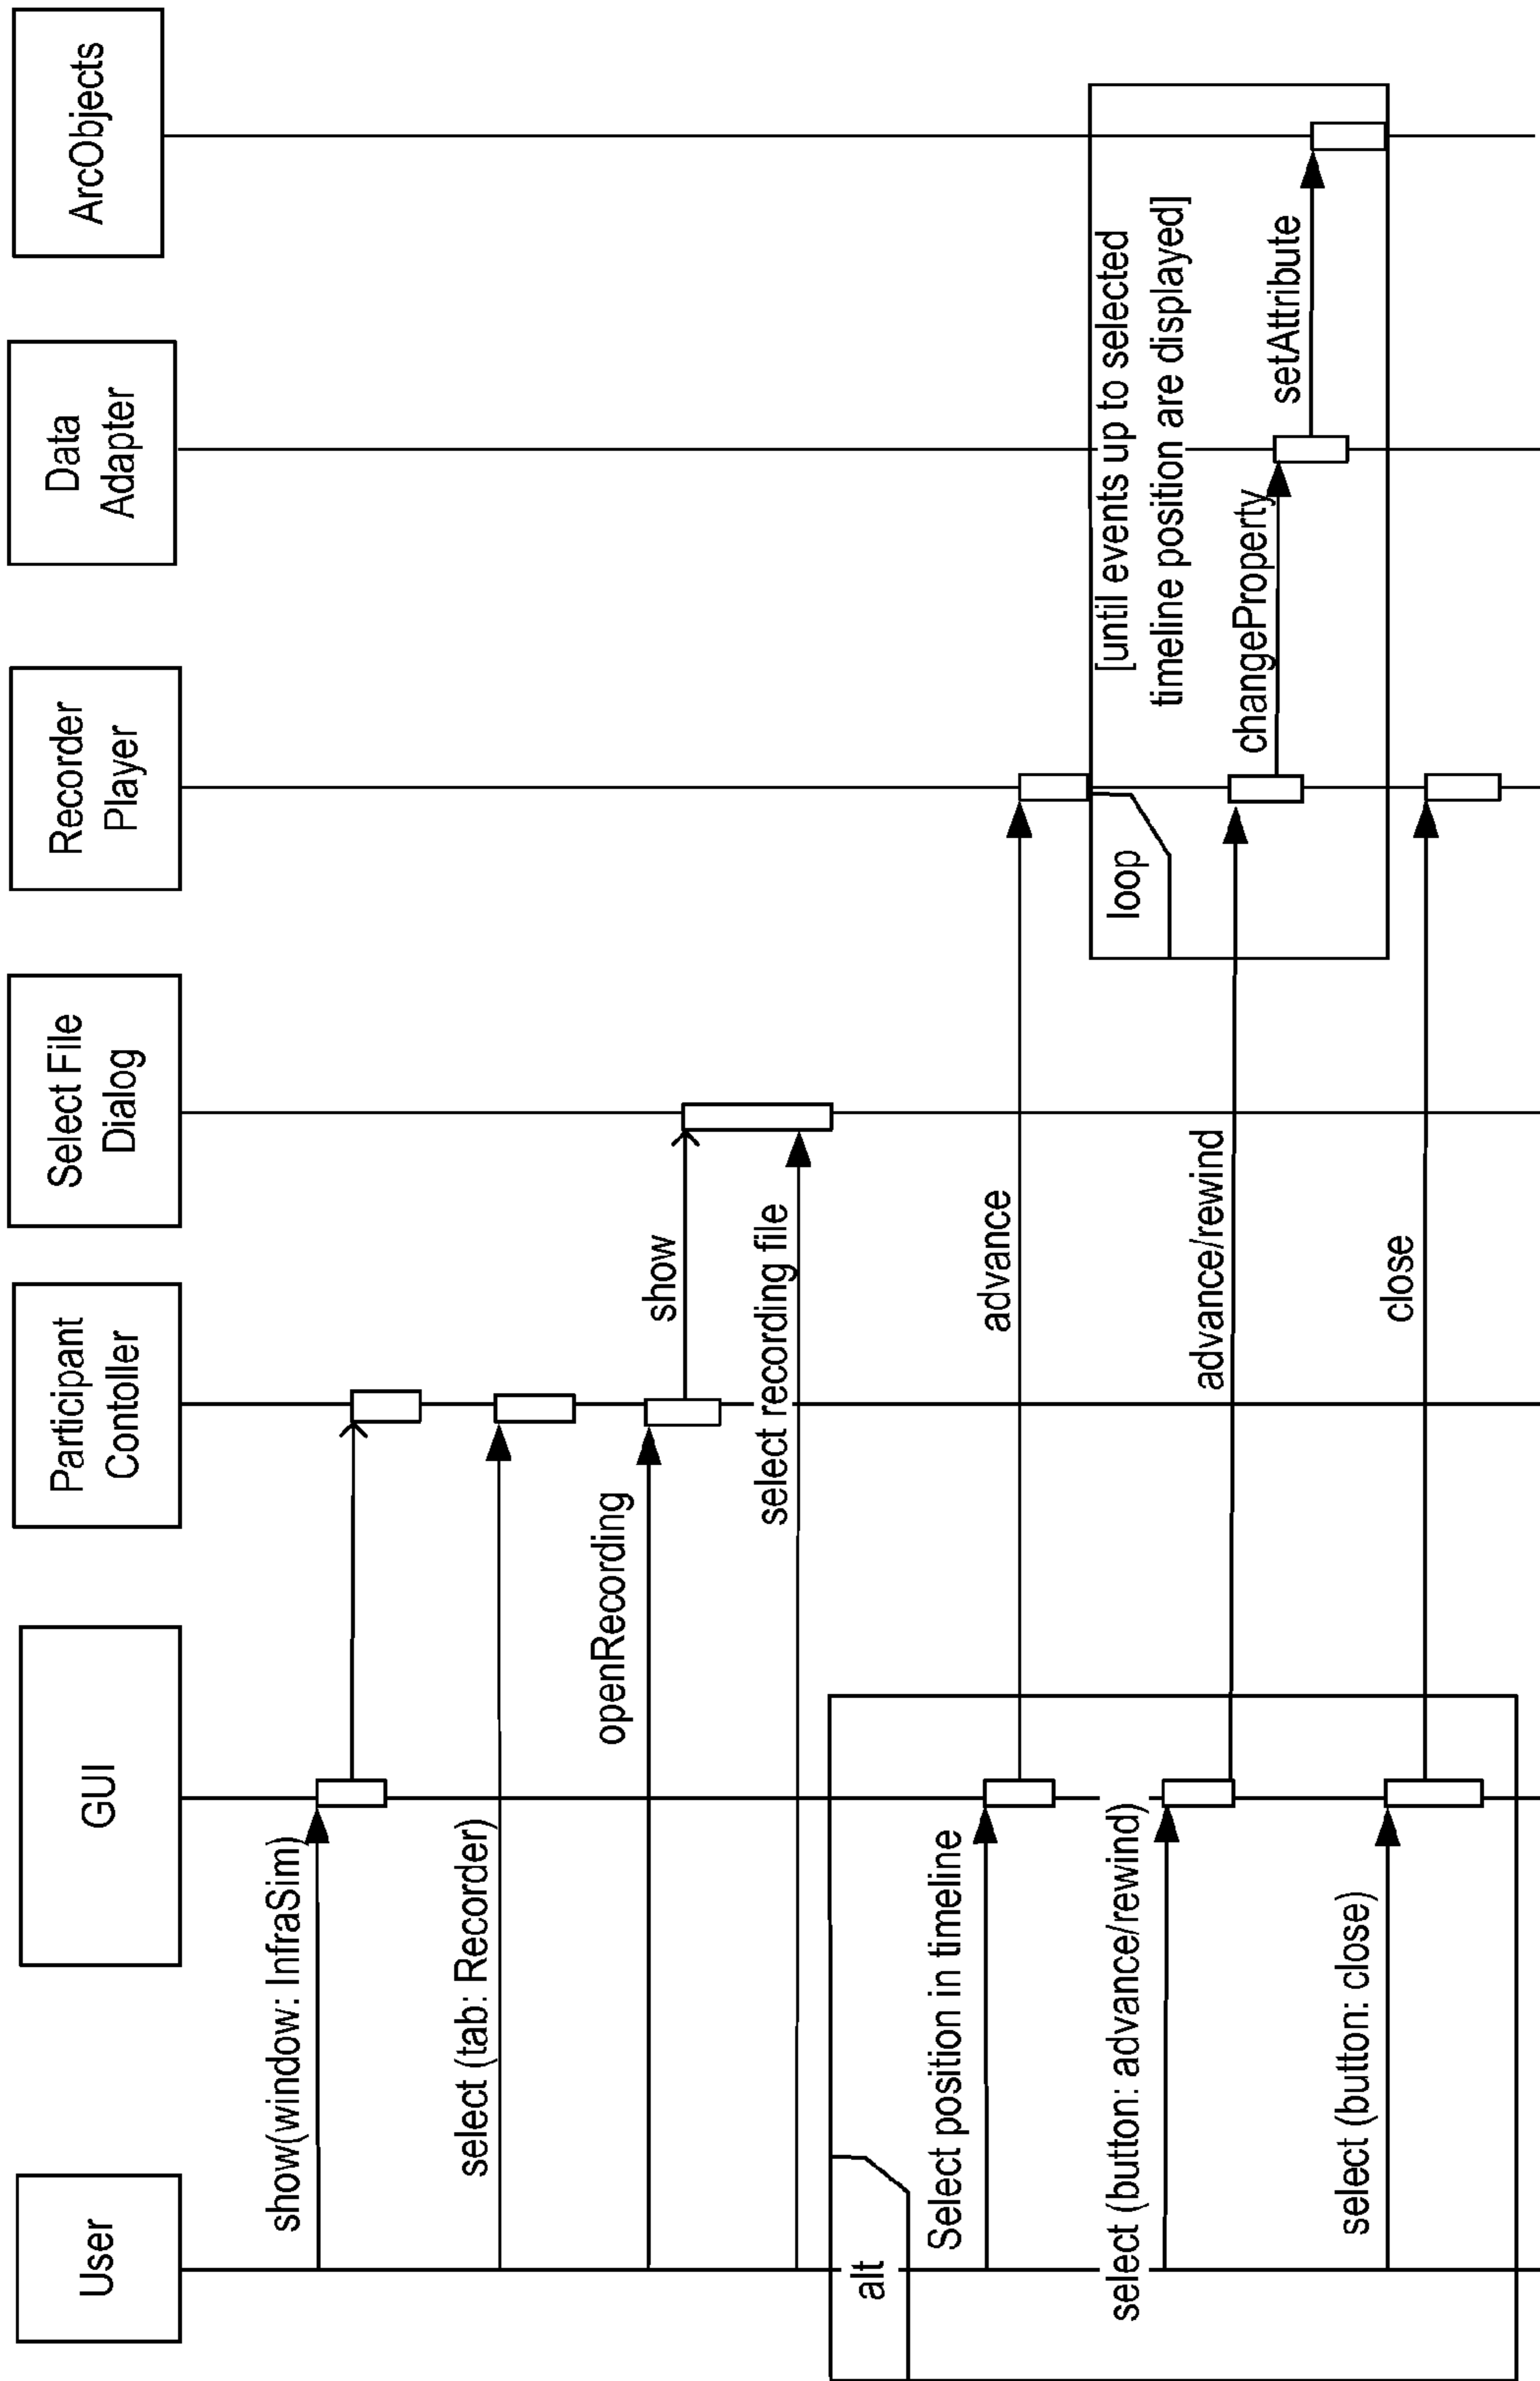 User
GUI
Participant
Contoller
Select File
Dialog
Recorder
Player
Data
Adapter
ArcObjects
show(window: InfraSim)
select (tab: Recorder)
openRecording
show
select recording file
alt
Select position in timeline
advance
loop
[until events up to selected
timeline position are displayed]
select (button: advance/rewind)
advance/rewind
changeProperty
setAttribute
select (button: close)
close